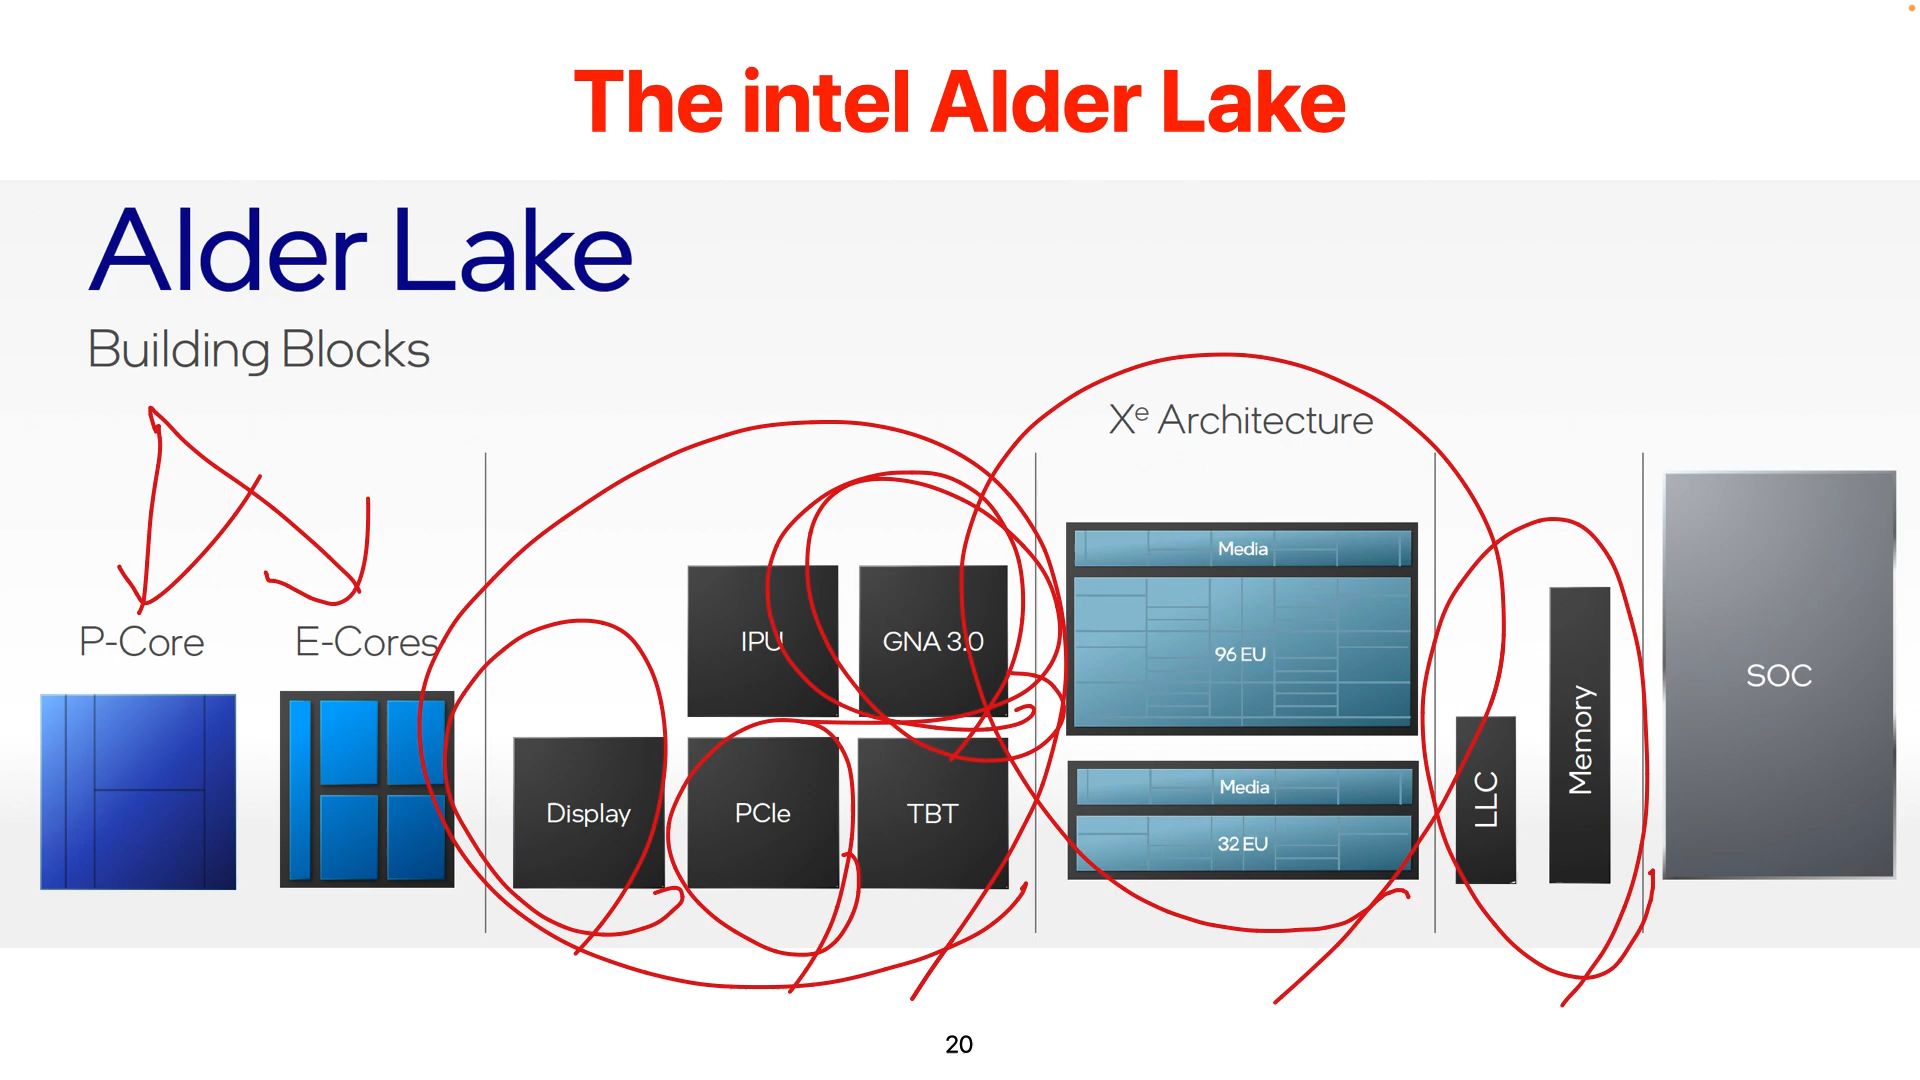 The intel Alder Lake
Alder Lake
Building Blocks
P-Core
E-Cores
IPU
GNA 3.0
Display
PCIe
TBT
Xe Architecture
Media
96 EU
Media
32 EU
LLC
Memory
SOC
20